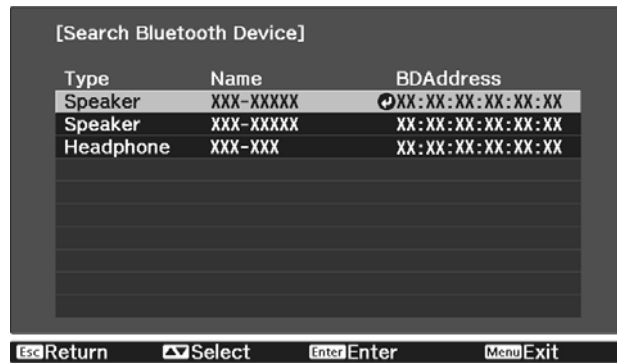 [Search Bluetooth Device]
Type Name BDAddress
Speaker XXX-XXXXX XX:XX:XX:XX:XX:XX
Speaker XXX-XXXXX XX:XX:XX:XX:XX:XX
Headphone XXX-XXX XX:XX:XX:XX:XX:XX
Esc Return Select Enter Enter Menu Exit